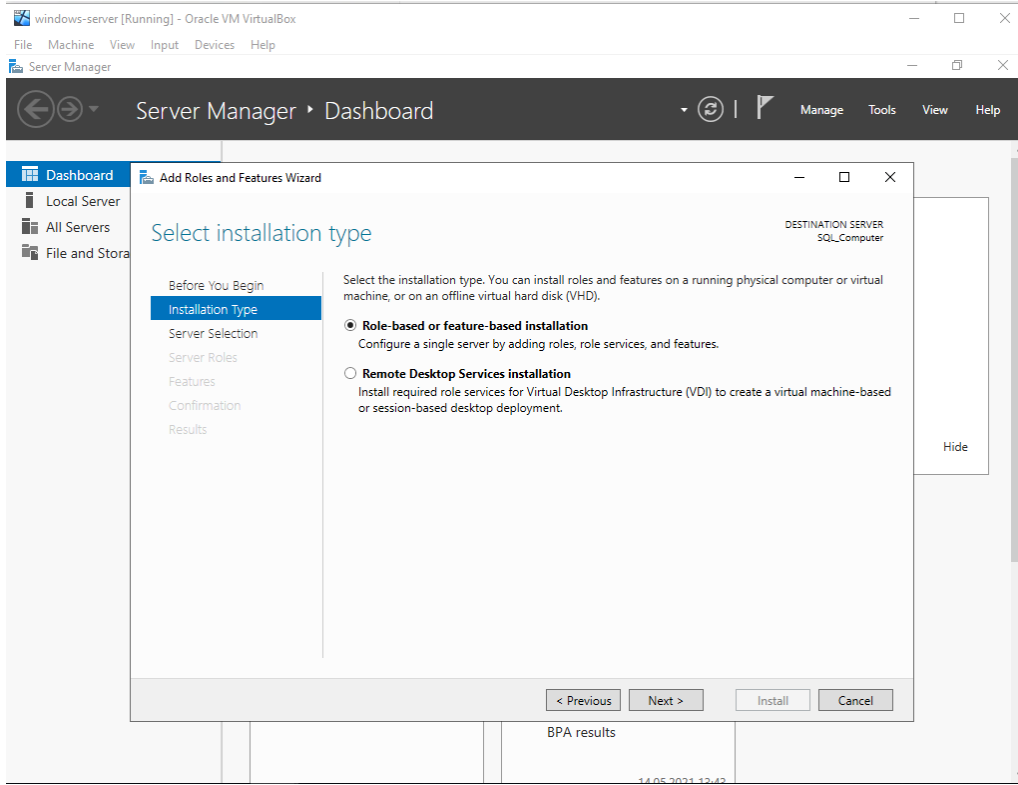 windows-server [Running] - Oracle VM VirtualBox
File Machine View Input Devices Help
Server Manager
Server Manager Dashboard
Manage Tools View Help
Dashboard
Local Server
All Servers
File and Stora
Add Roles and Features Wizard
Select installation type
DESTINATION SERVER
SQL_Computer
Before You Begin
Installation Type
Server Selection
Server Roles
Features
Confirmation
Results
Select the installation type. You can install roles and features on a running physical computer or virtual
machine, or on an offline virtual hard disk (VHD).
Role-based or feature-based installation
Configure a single server by adding roles, role services, and features.
Remote Desktop Services installation
Install required role services for Virtual Desktop Infrastructure (VDI) to create a virtual machine-based
or session-based desktop deployment.
Hide
< Previous
Next >
Install
Cancel
BPA results
14.05.2021 13:43